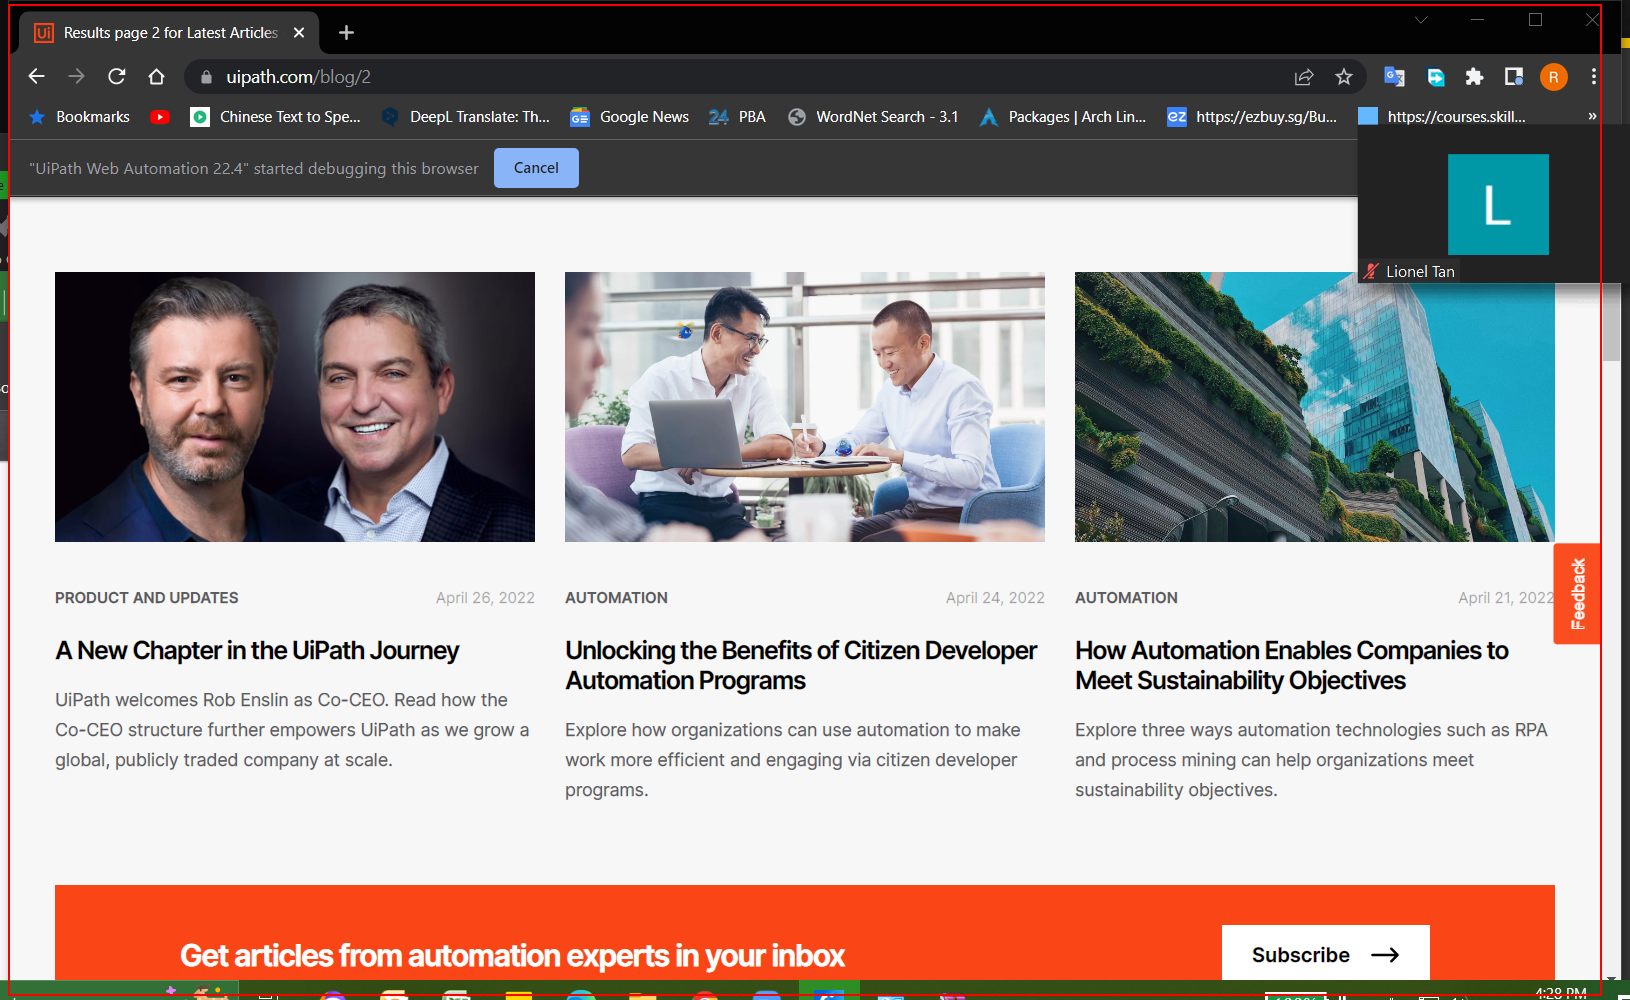 Results page 2 for Latest Articles
uipath.com/blog/2
R
Bookmarks
Chinese Text to Spe...
DeepL Translate: Th...
Google News
24 PBA
WordNet Search - 3.1
Packages | Arch Lin...
ez https://ezbuy.sg/Bu...
https://courses.skill...
»
"UiPath Web Automation 22.4" started debugging this browser
Cancel
L
Lionel Tan
PRODUCT AND UPDATES
April 26, 2022
A New Chapter in the UiPath Journey
UiPath welcomes Rob Enslin as Co-CEO. Read how the
Co-CEO structure further empowers UiPath as we grow a
global, publicly traded company at scale.
AUTOMATION
April 24, 2022
Unlocking the Benefits of Citizen Developer
Automation Programs
Explore how organizations can use automation to make
work more efficient and engaging via citizen developer
programs.
AUTOMATION
April 21, 2022
How Automation Enables Companies to
Meet Sustainability Objectives
Explore three ways automation technologies such as RPA
and process mining can help organizations meet
sustainability objectives.
Feedback
Get articles from automation experts in your inbox
Subscribe
4:28 PM